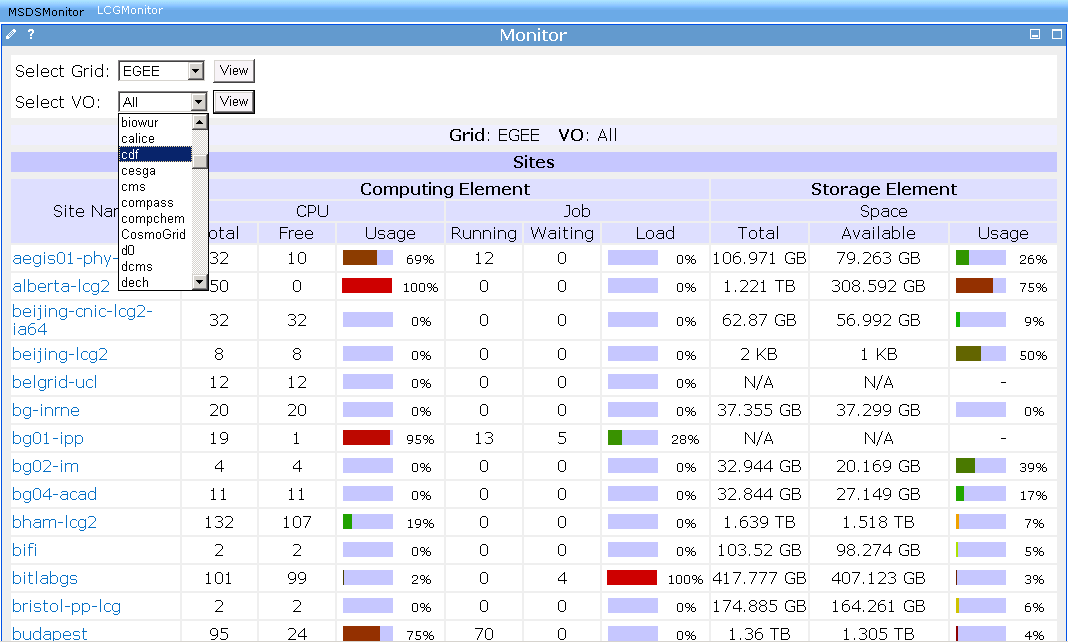 MSDSMonitor LCGMonitor
? Monitor
Select Grid: EGEE View
Select VO: All View
biowur
calice
cdf
cesga
cms
compass
compchem
CosmoGrid
d0
dcms
dech
Grid: EGEE VO: All
Sites
Computing Element Storage Element
Site CPU Job Space
Free Usage Running Waiting Load Total Available Usage
aegis01-phy- 32 10 69% 12 0 0% 106.971 GB 79.263 GB 26%
alberta-lcg2 50 0 100% 0 0 0% 1.221 TB 308.592 GB 75%
beijing-cnic-lcg2-
ia64 32 32 0% 0 0 0% 62.87 GB 56.992 GB 9%
beijing-lcg2 8 8 0% 0 0 0% 2 KB 1 KB 50%
belgrid-ucl 12 12 0% 0 0 0% N/A N/A -
bg-inrne 20 20 0% 0 0 0% 37.355 GB 37.299 GB 0%
bg01-ipp 19 1 95% 13 5 28% N/A N/A -
bg02-im 4 4 0% 0 0 0% 32.944 GB 20.169 GB 39%
bg04-acad 11 11 0% 0 0 0% 32.844 GB 27.149 GB 17%
bham-lcg2 132 107 19% 0 0 0% 1.639 TB 1.518 TB 7%
bifi 2 2 0% 0 0 0% 103.52 GB 98.274 GB 5%
bitlabgs 101 99 2% 0 4 100% 417.777 GB 407.123 GB 3%
bristol-pp-lcg 2 2 0% 0 0 0% 174.885 GB 164.261 GB 6%
budapest 95 24 75% 70 0 0% 1.36 TB 1.305 TB 4%